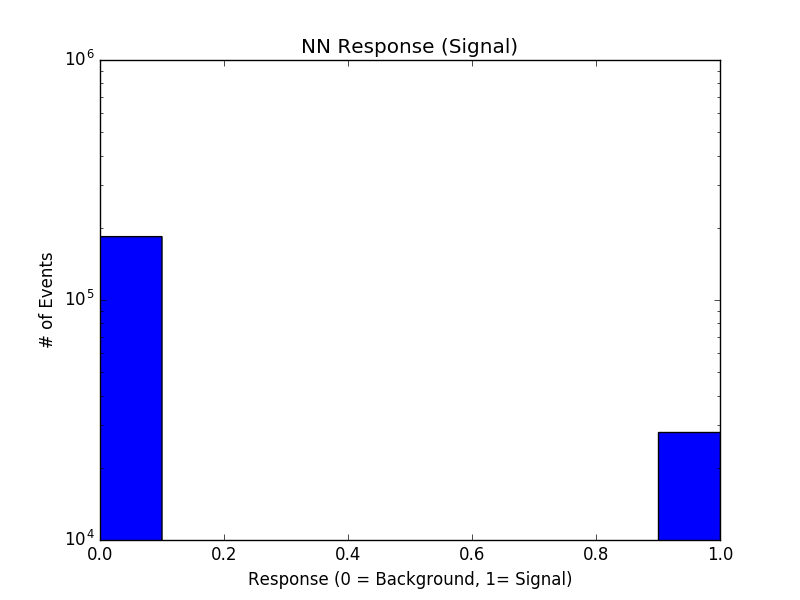 NN Response (Signal)
10^6
10^5
10^4
# of Events
0.0 0.2 0.4 0.6 0.8 1.0
Response (0 = Background, 1= Signal)